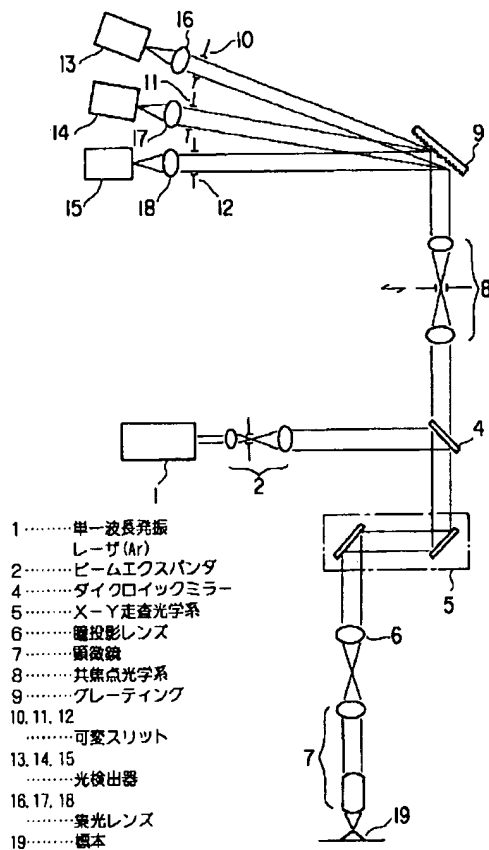 16
10
13
11
9
14
17
15
18
12
8
4
1
2
5
6
7
19
1………単一波長発振
レーザ(Ar)
2………ビームエクスパンダ
4………ダイクロイックミラー
5………X-Y走査光学系
6………瞳投影レンズ
7………顕微鏡
8………共焦点光学系
9………グレーティング
10,11,12
………可変スリット
13,14,15
………光検出器
16,17,18
………集光レンズ
19………標本